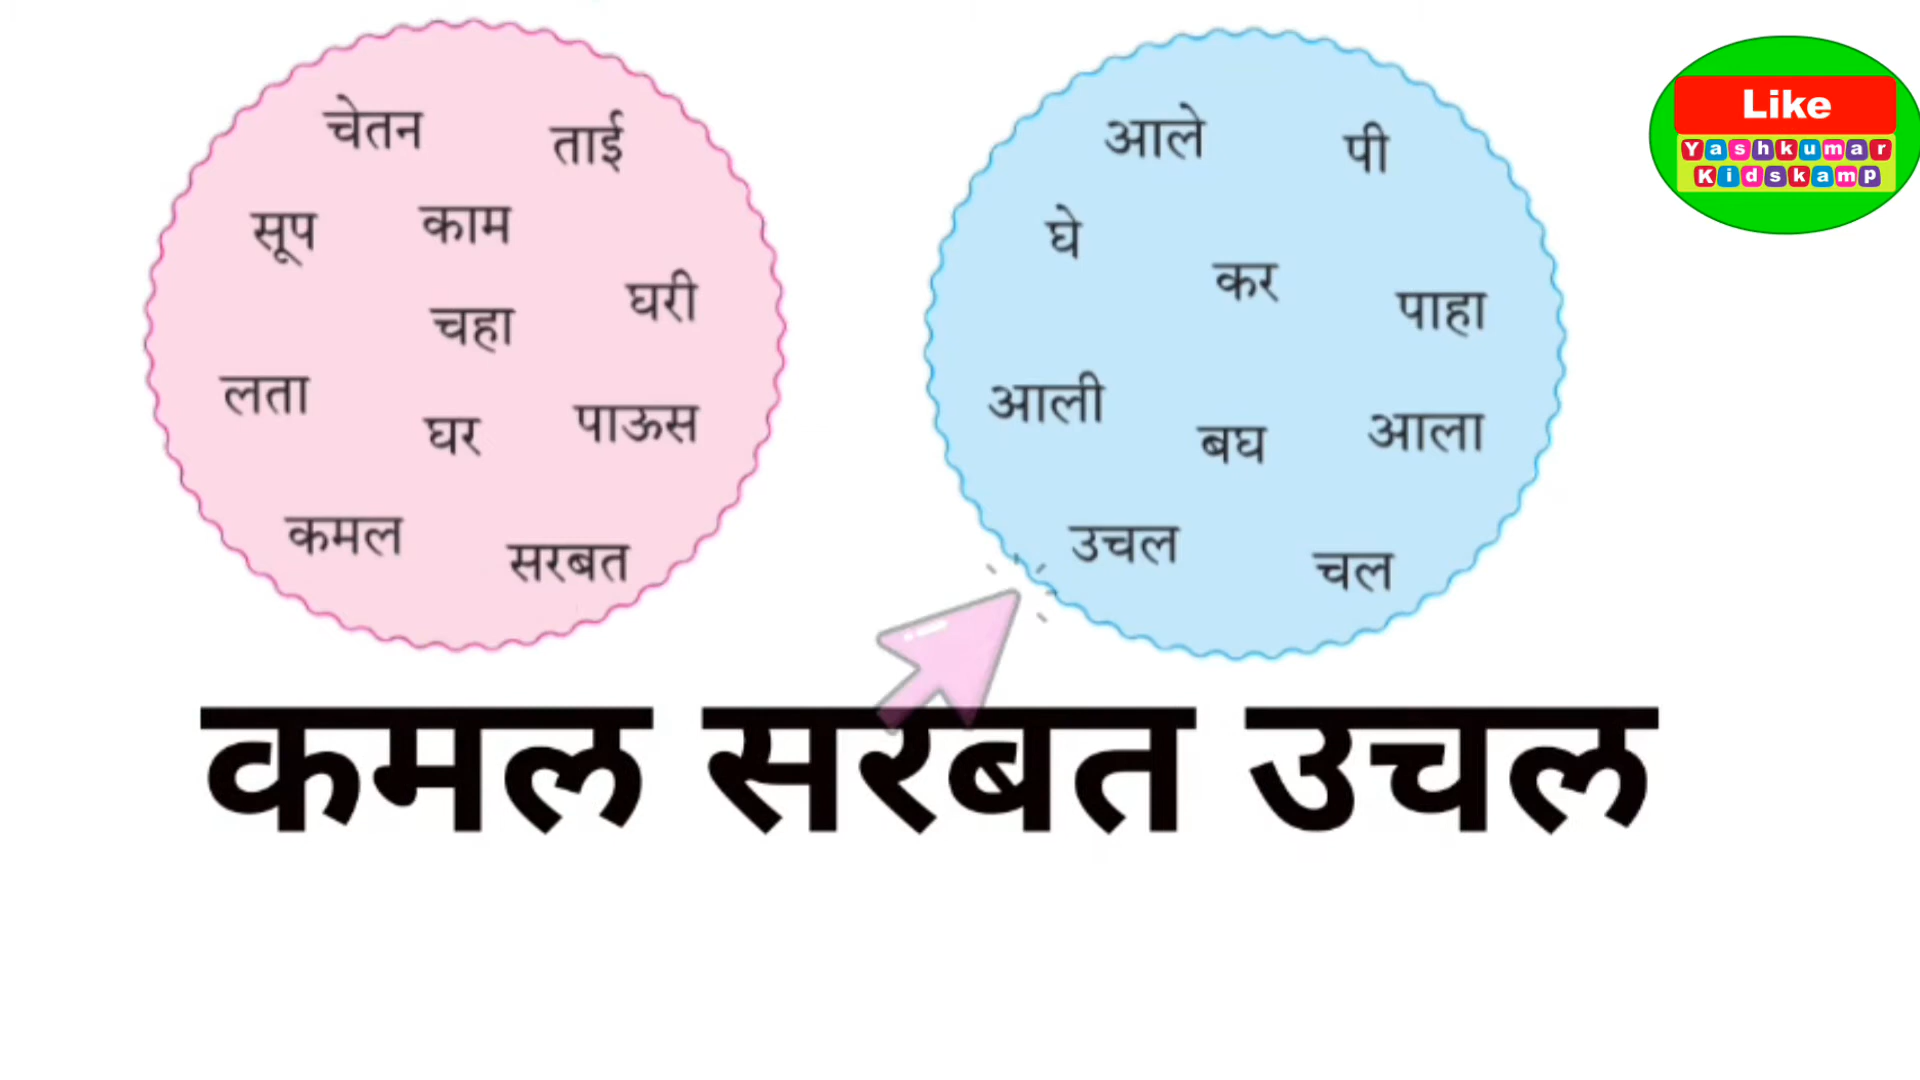 चेतन ताई
सूप काम
घरी
चहा
लता
घर पाऊस
कमल
सरबत
आले पी
घे
कर
पाहा
आली
बघ आला
उचल
चल
Like
Yashkumar
Kidskamp
कमल सरबत उचल